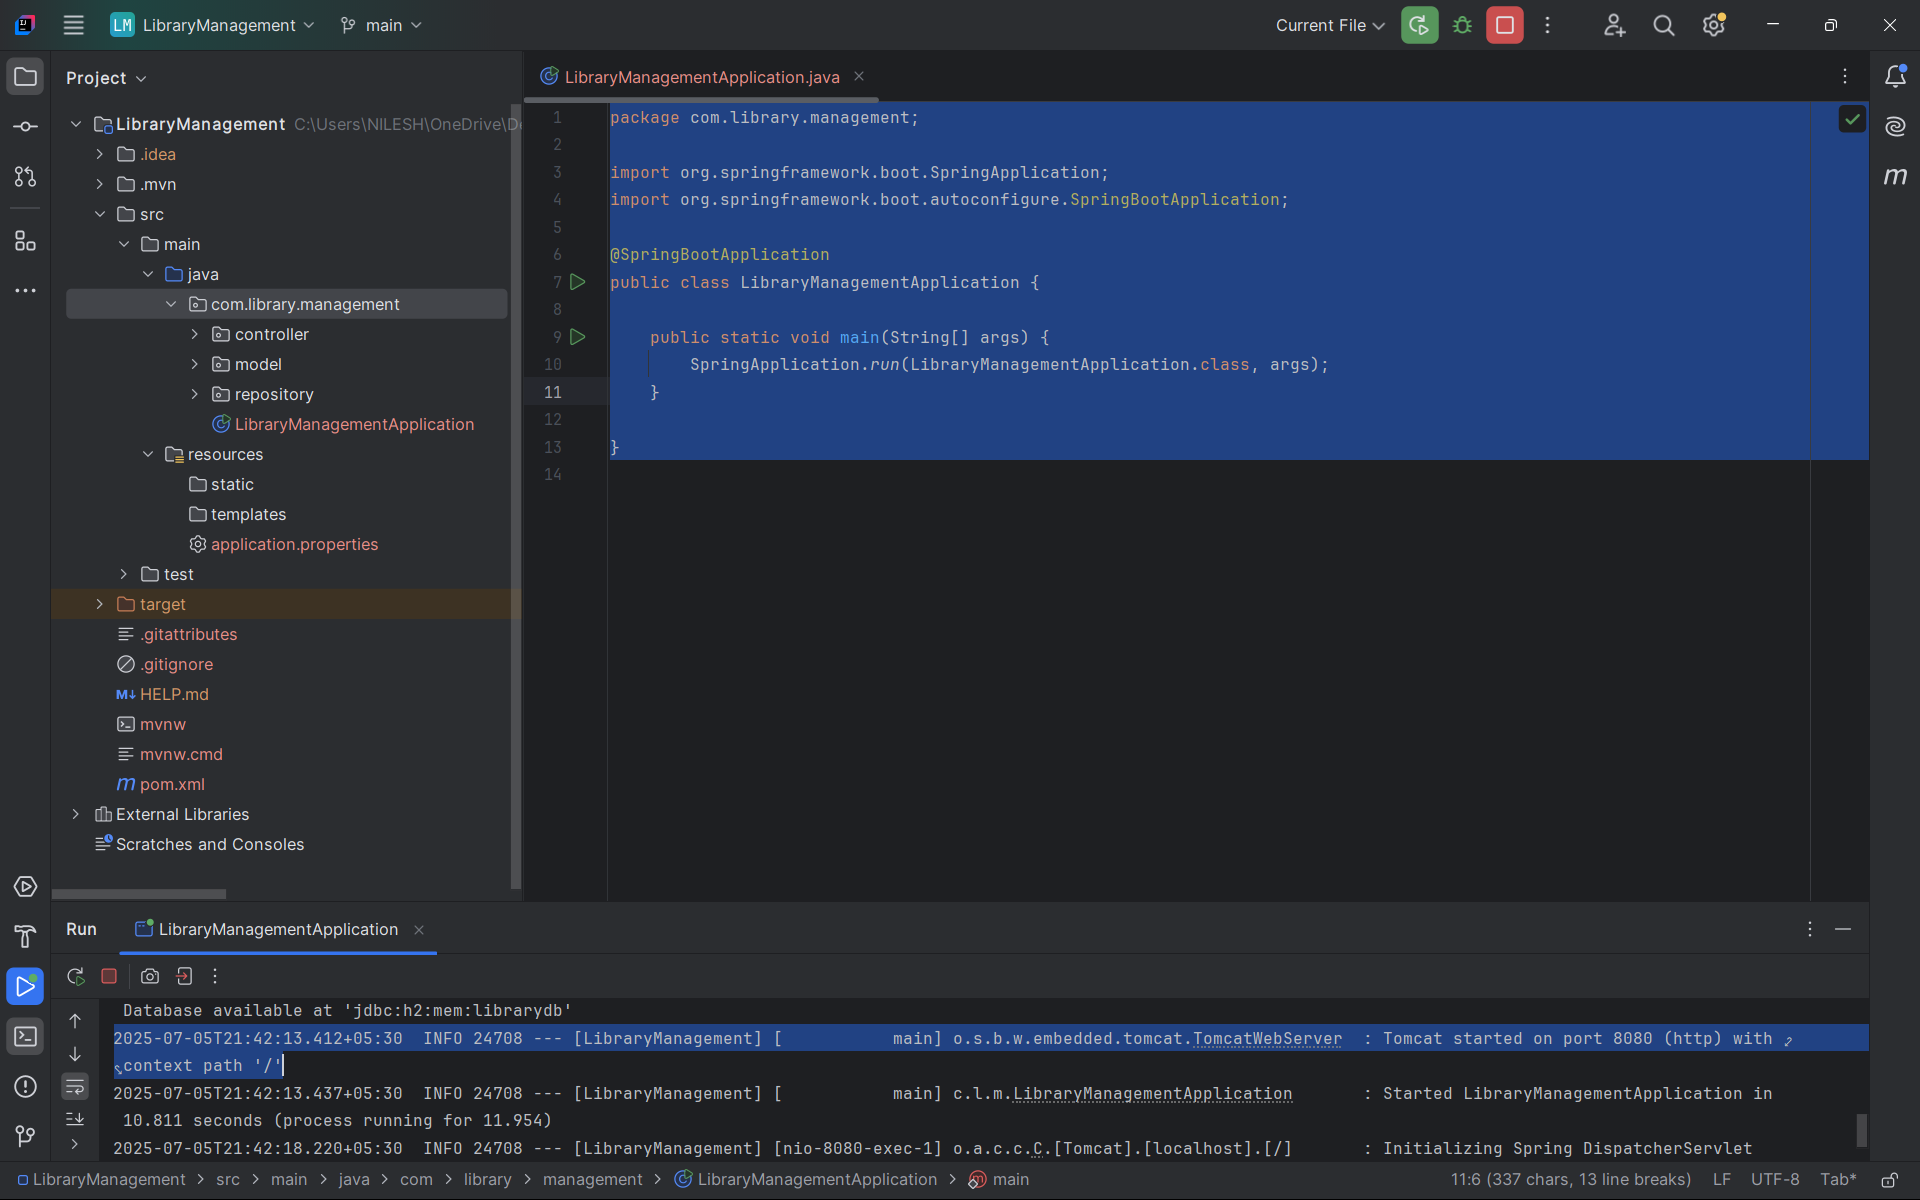 LM LibraryManagement main Current File
Project
LibraryManagementApplication.java
LibraryManagement C:\Users\NILESH\OneDrive\D
.idea
.mvn
src
main
java
com.library.management
controller
model
repository
LibraryManagementApplication
resources
static
templates
application.properties
test
target
.gitattributes
.gitignore
M↓ HELP.md
mvnw
mvnw.cmd
m pom.xml
External Libraries
Scratches and Consoles
1 package com.library.management;
2
3 import org.springframework.boot.SpringApplication;
4 import org.springframework.boot.autoconfigure.SpringBootApplication;
5
6 @SpringBootApplication
7 public class LibraryManagementApplication {
8
9 public static void main(String[] args) {
10 SpringApplication.run(LibraryManagementApplication.class, args);
11 }
12
13 }
14
m
Run LibraryManagementApplication
Database available at 'jdbc:h2:mem:librarydb'
2025-07-05T21:42:13.412+05:30  INFO 24708 --- [LibraryManagement] [           main] o.s.b.w.embedded.tomcat.TomcatWebServer  : Tomcat started on port 8080 (http) with
context path '/'
2025-07-05T21:42:13.437+05:30  INFO 24708 --- [LibraryManagement] [           main] c.l.m.LibraryManagementApplication       : Started LibraryManagementApplication in
10.811 seconds (process running for 11.954)
2025-07-05T21:42:18.220+05:30  INFO 24708 --- [LibraryManagement] [nio-8080-exec-1] o.a.c.c.C.[Tomcat].[localhost].[/]       : Initializing Spring DispatcherServlet
LibraryManagement > src > main > java > com > library > management > LibraryManagementApplication > main 11:6 (337 chars, 13 line breaks) LF UTF-8 Tab*